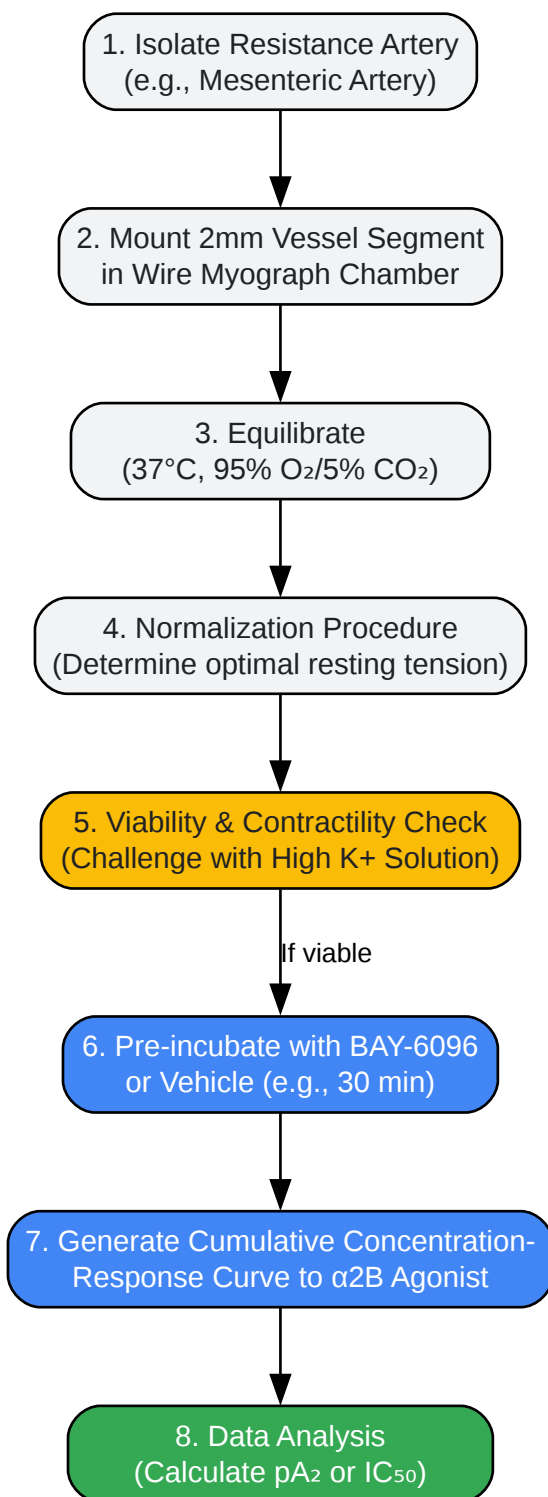 1. Isolate Resistance Artery
(e.g., Mesenteric Artery)
2. Mount 2mm Vessel Segment
in Wire Myograph Chamber
3. Equilibrate
(37°C, 95% O₂/5% CO₂)
4. Normalization Procedure
(Determine optimal resting tension)
5. Viability & Contractility Check
(Challenge with High K+ Solution)
If viable
6. Pre-incubate with BAY-6096
or Vehicle (e.g., 30 min)
7. Generate Cumulative Concentration-
Response Curve to α2B Agonist
8. Data Analysis
(Calculate pA₂ or IC₅₀)